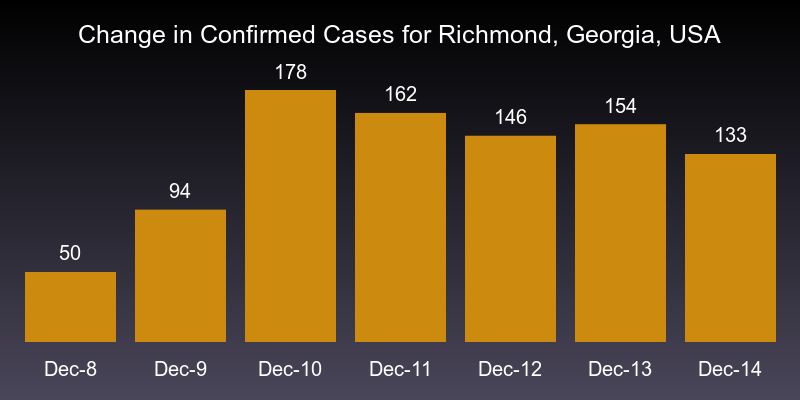 Change in Confirmed Cases for Richmond, Georgia, USA
50
94
178
162
146
154
133
Dec-8
Dec-9
Dec-10
Dec-11
Dec-12
Dec-13
Dec-14